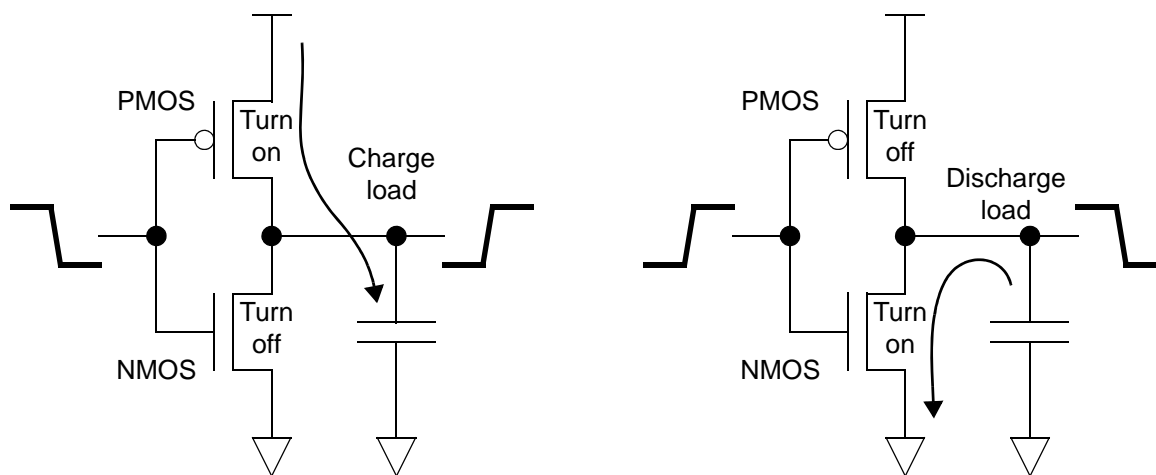 PMOS
Turn
on
Charge
load
Turn
off
NMOS
PMOS
Turn
off
Discharge
load
Turn
on
NMOS